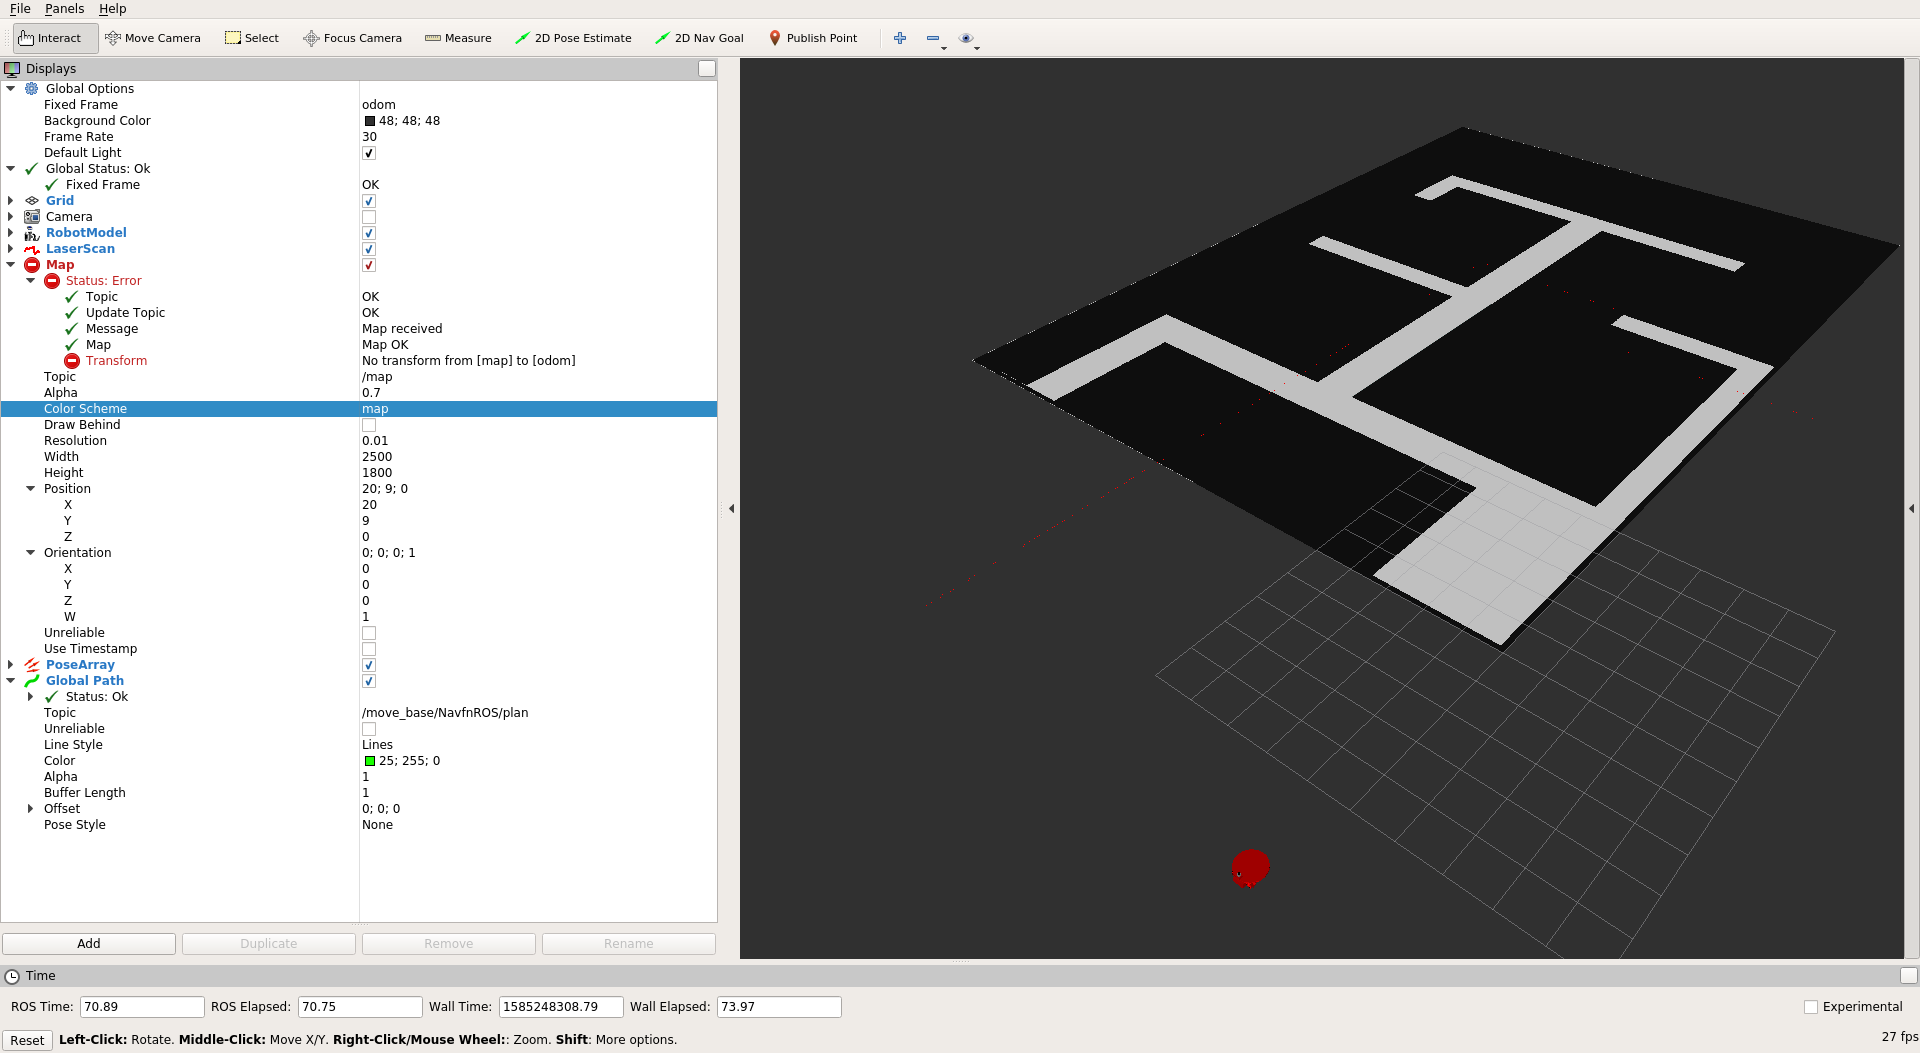 File Panels Help
Interact Move Camera Select Focus Camera Measure 2D Pose Estimate 2D Nav Goal Publish Point
Displays
Global Options
Fixed Frame odom
Background Color 48; 48; 48
Frame Rate 30
Default Light
Global Status: Ok
Fixed Frame OK
Grid
Camera
RobotModel
LaserScan
Map
Status: Error
Topic OK
Update Topic OK
Message Map received
Map Map OK
Transform No transform from [map] to [odom]
Topic /map
Alpha 0.7
Color Scheme map
Draw Behind
Resolution 0.01
Width 2500
Height 1800
Position 20; 9; 0
X 20
Y 9
Z 0
Orientation 0; 0; 0; 1
X 0
Y 0
Z 0
W 1
Unreliable
Use Timestamp
PoseArray
Global Path
Status: Ok
Topic /move_base/NavfnROS/plan
Unreliable
Line Style Lines
Color 25; 255; 0
Alpha 1
Buffer Length 1
Offset 0; 0; 0
Pose Style None
Add Duplicate Remove Rename
Time
ROS Time: 70.89 ROS Elapsed: 70.75 Wall Time: 1585248308.79 Wall Elapsed: 73.97 Experimental
Reset Left-Click: Rotate. Middle-Click: Move X/Y. Right-Click/Mouse Wheel:: Zoom. Shift: More options. 27 fps